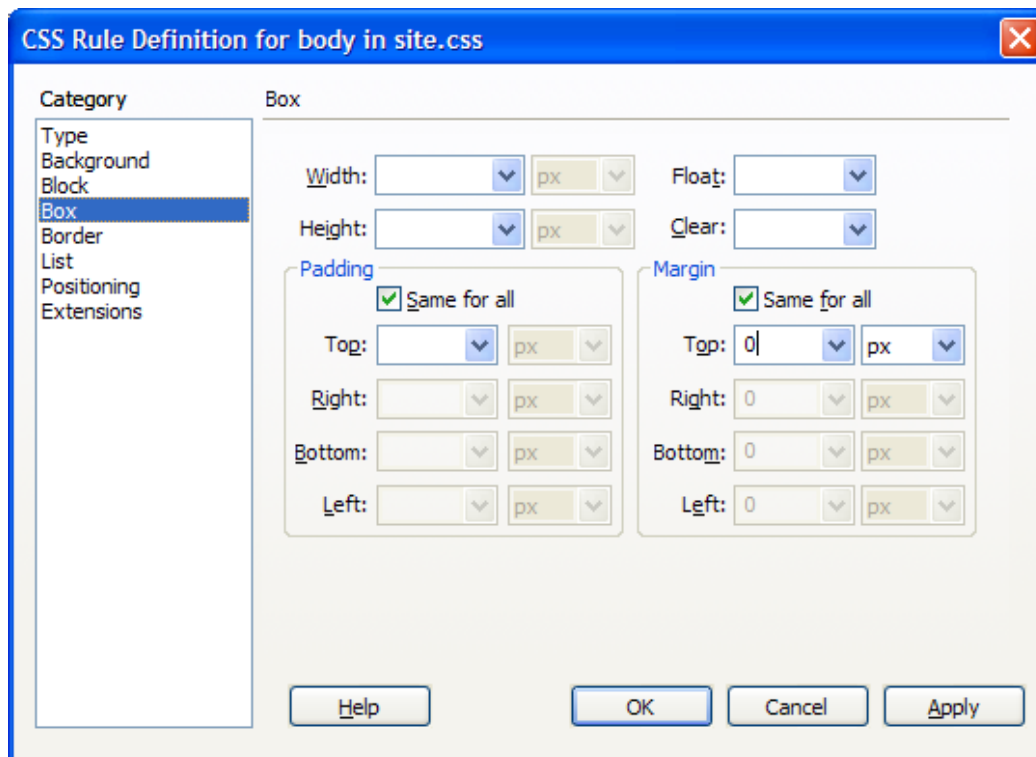 CSS Rule Definition for body in site.css
Category
Type
Background
Block
Box
Border
List
Positioning
Extensions
Box
Width: px Float:
Height: px Clear:
Padding
Same for all
Top: px
Right: px
Bottom: px
Left: px
Margin
Same for all
Top: 0 px
Right: 0 px
Bottom: 0 px
Left: 0 px
Help OK Cancel Apply